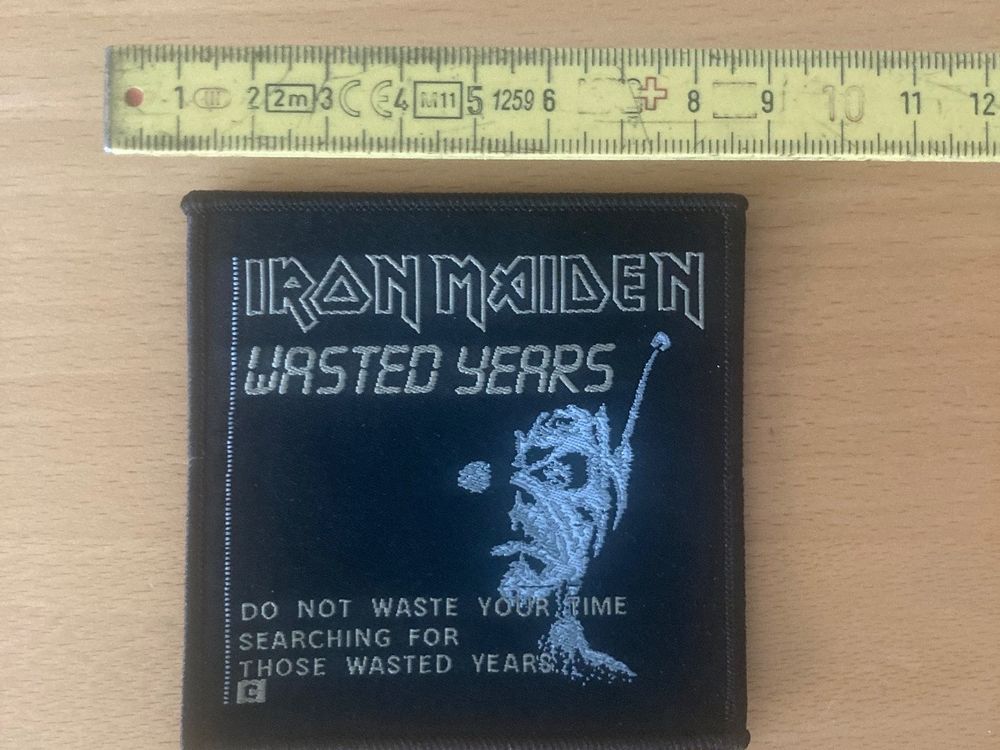 1 2 2m 3 CE 4 M11 5 1259 6 8 9 10 11 12
IRON MAIDEN
WASTED YEARS
DO NOT WASTE YOUR TIME
SEARCHING FOR
THOSE WASTED YEARS
C